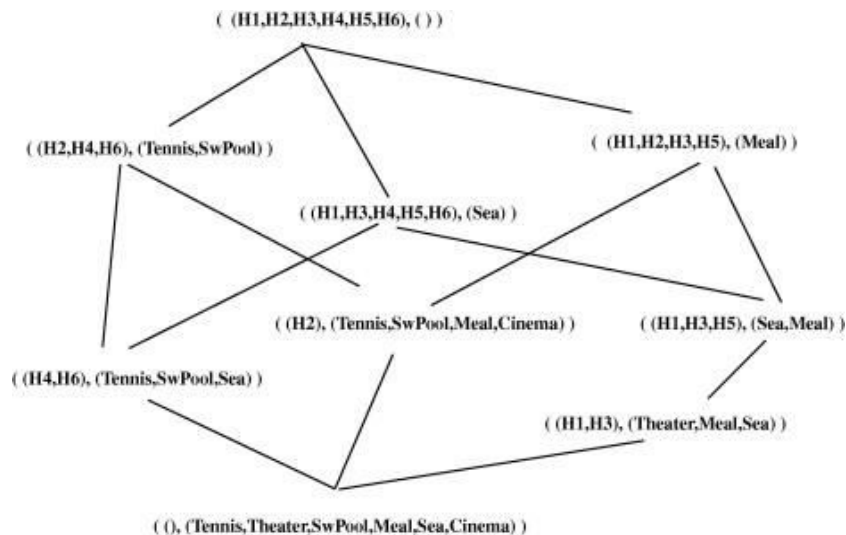 ( (H1,H2,H3,H4,H5,H6), ( ) )
( (H2,H4,H6), (Tennis,SwPool) )
( (H1,H2,H3,H5), (Meal) )
( (H1,H3,H4,H5,H6), (Sea) )
( (H2), (Tennis,SwPool,Meal,Cinema) )
( (H1,H3,H5), (Sea,Meal) )
( (H4,H6), (Tennis,SwPool,Sea) )
( (H1,H3), (Theater,Meal,Sea) )
( (), (Tennis,Theater,SwPool,Meal,Sea,Cinema) )